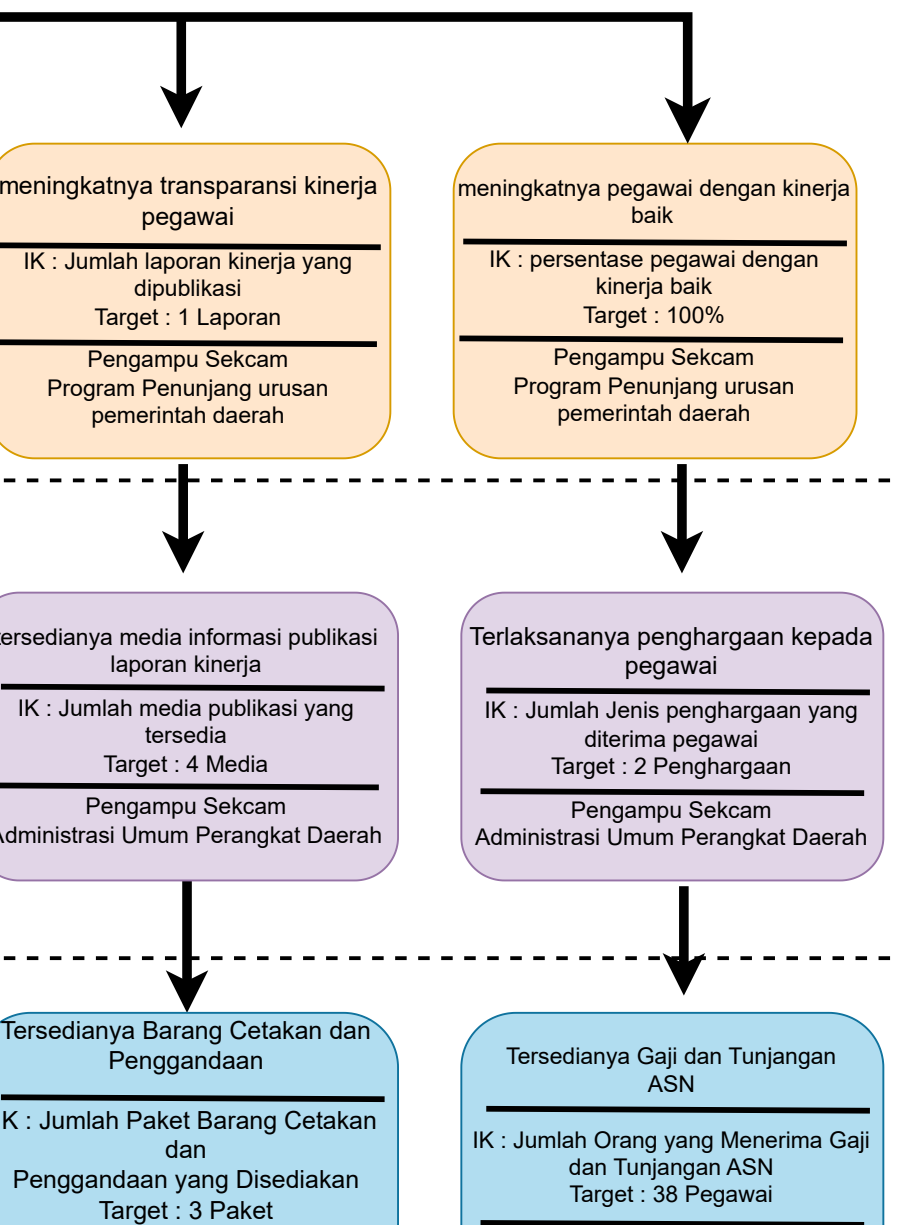 meningkatnya transparansi kinerja
pegawai
IK : Jumlah laporan kinerja yang
dipublikasi
Target : 1 Laporan
Pengampu Sekcam
Program Penunjang urusan
pemerintah daerah
meningkatnya pegawai dengan kinerja
baik
IK : persentase pegawai dengan
kinerja baik
Target : 100%
Pengampu Sekcam
Program Penunjang urusan
pemerintah daerah
tersedianya media informasi publikasi
laporan kinerja
IK : Jumlah media publikasi yang
tersedia
Target : 4 Media
Pengampu Sekcam
Administrasi Umum Perangkat Daerah
Terlaksananya penghargaan kepada
pegawai
IK : Jumlah Jenis penghargaan yang
diterima pegawai
Target : 2 Penghargaan
Pengampu Sekcam
Administrasi Umum Perangkat Daerah
Tersedianya Barang Cetakan dan
Penggandaan
K : Jumlah Paket Barang Cetakan
dan
Penggandaan yang Disediakan
Target : 3 Paket
Tersedianya Gaji dan Tunjangan
ASN
IK : Jumlah Orang yang Menerima Gaji
dan Tunjangan ASN
Target : 38 Pegawai